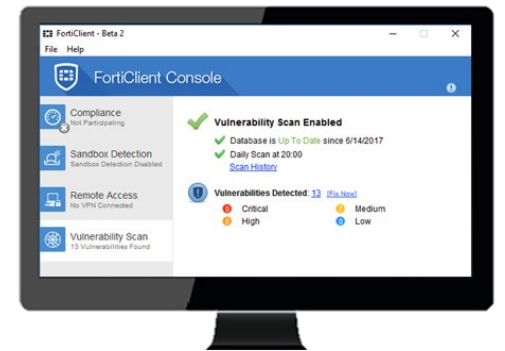 FortiClient - Beta 2
File Help
FortiClient Console
Compliance
Not Participating
Sandbox Detection
Sandbox Detection Disabled
Remote Access
No VPN Connected
Vulnerability Scan
13 Vulnerabilities Found
Vulnerability Scan Enabled
Database is Up To Date since 6/14/2017
Daily Scan at 20:00
Scan History
Vulnerabilities Detected: 13 [Fix Now]
Critical
Medium
High
Low